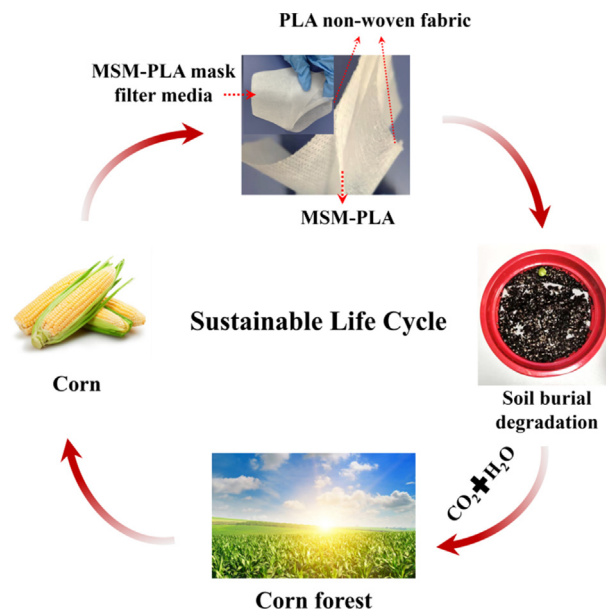 PLA non-woven fabric
MSM-PLA mask
filter media
MSM-PLA
Sustainable Life Cycle
Corn
Soil burial
degradation
CO₂+H₂O
Corn forest